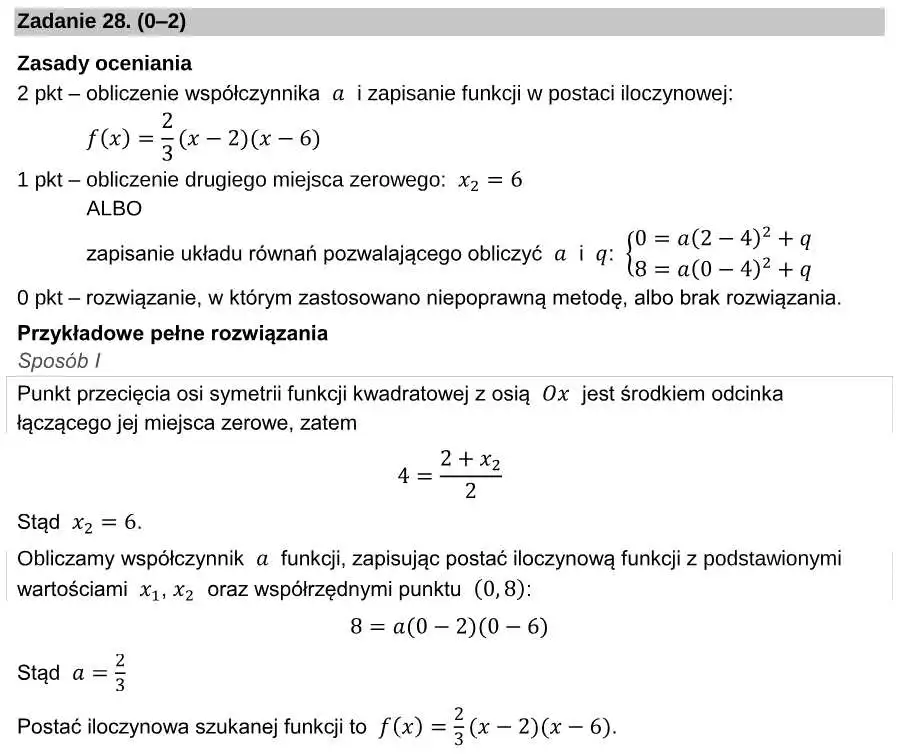 Zadanie 28. (0–2)
Zasady oceniania
2 pkt – obliczenie współczynnika a i zapisanie funkcji w postaci iloczynowej:
f(x) = 2/3 (x − 2)(x − 6)
1 pkt – obliczenie drugiego miejsca zerowego: x₂ = 6
ALBO
zapisanie układu równań pozwalającego obliczyć a i q: {0 = a(2 − 4)² + q
8 = a(0 − 4)² + q
0 pkt – rozwiązanie, w którym zastosowano niepoprawną metodę, albo brak rozwiązania.
Przykładowe pełne rozwiązania
Sposób I
Punkt przecięcia osi symetrii funkcji kwadratowej z osią Ox jest środkiem odcinka
łączącego jej miejsca zerowe, zatem
4 = (2 + x₂)/2
Stąd x₂ = 6.
Obliczamy współczynnik a funkcji, zapisując postać iloczynową funkcji z podstawionymi
wartościami x₁, x₂ oraz współrzędnymi punktu (0, 8):
8 = a(0 − 2)(0 − 6)
Stąd a = 2/3
Postać iloczynowa szukanej funkcji to f(x) = 2/3 (x − 2)(x − 6).